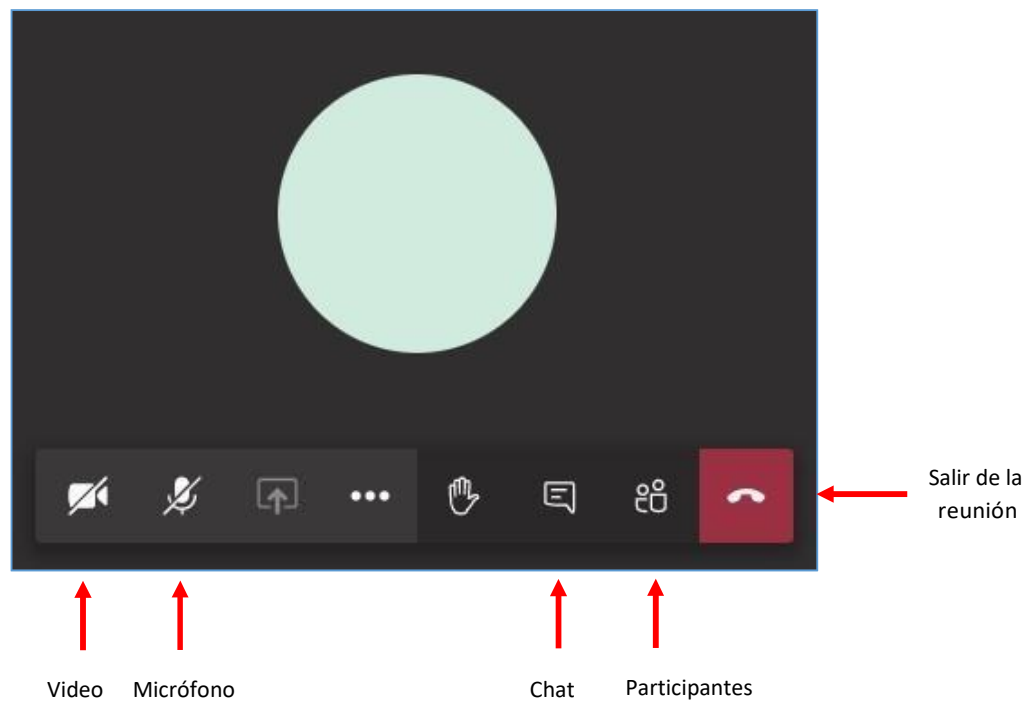 Salir de la
reunión
Video
Micrófono
Chat
Participantes